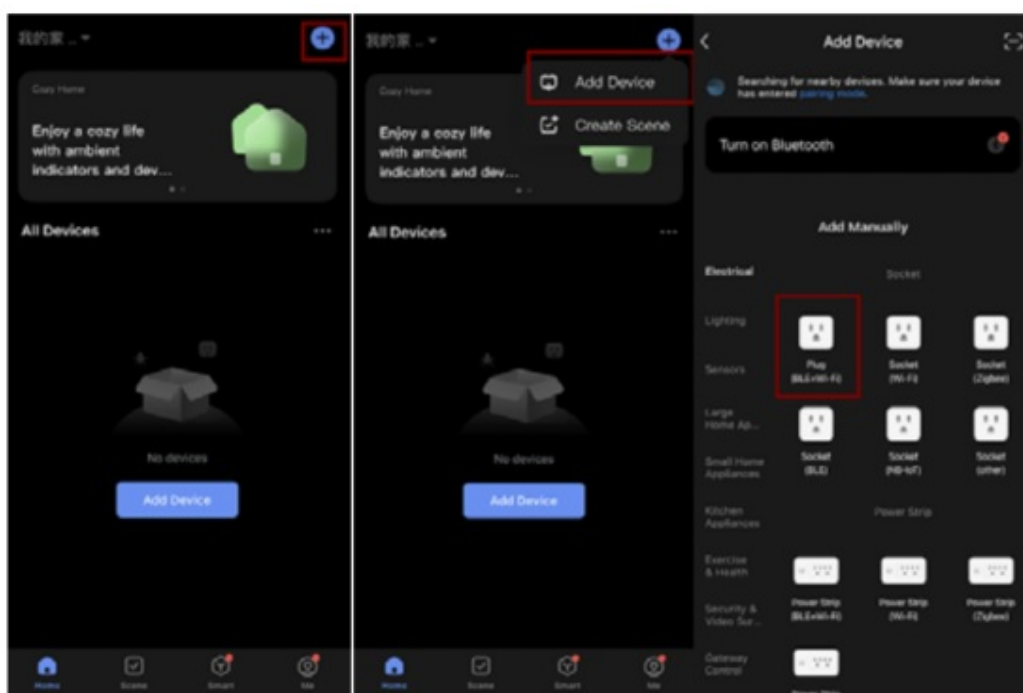 我的家 .. 
Cozy Home
Enjoy a cozy life
with ambient
indicators and dev...
All Devices
...
No devices
Add Device
Home
Scene
Smart
Me
我的家 .. 
Add Device
Create Scene
Cozy Home
Enjoy a cozy life
with ambient
indicators and dev...
All Devices
...
No devices
Add Device
Home
Scene
Smart
Me
Add Device
Searching for nearby devices. Make sure your device
has entered pairing mode.
Turn on Bluetooth
Add Manually
Electrical
Lighting
Sensors
Large
Home Ap...
Small Home
Appliances
Kitchen
Appliances
Exercise
& Health
Security &
Video Sur...
Gateway
Control
Socket
Plug
(BLE+Wi-Fi)
Socket
(Wi-Fi)
Socket
(Zigbee)
Socket
(BLE)
Socket
(NB-IoT)
Socket
(other)
Power Strip
Power Strip
(BLE+Wi-Fi)
Power Strip
(Wi-Fi)
Power Strip
(Zigbee)